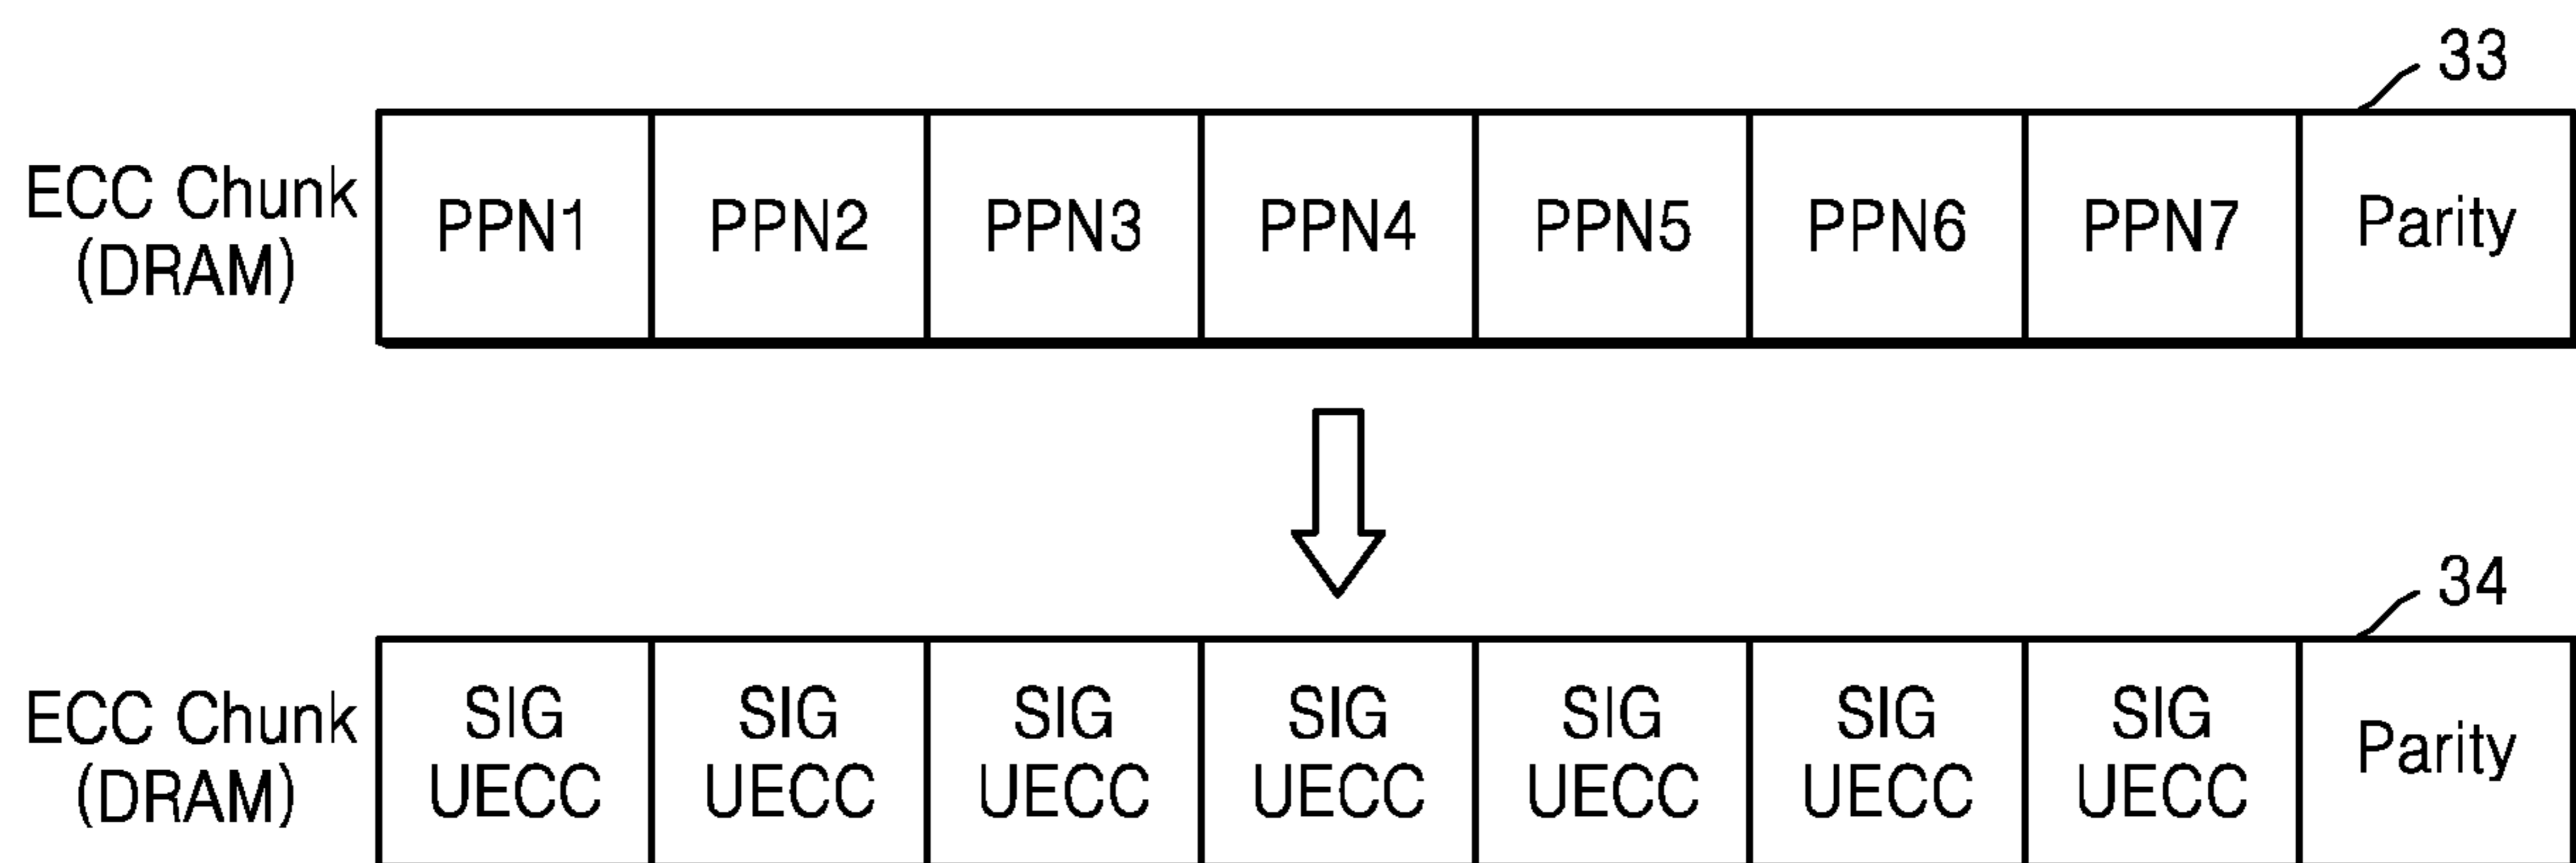 33
ECC Chunk
(DRAM)
PPN1 PPN2 PPN3 PPN4 PPN5 PPN6 PPN7 Parity
34
ECC Chunk
(DRAM)
SIG SIG SIG SIG SIG SIG SIG
UECC UECC UECC UECC UECC UECC UECC
Parity